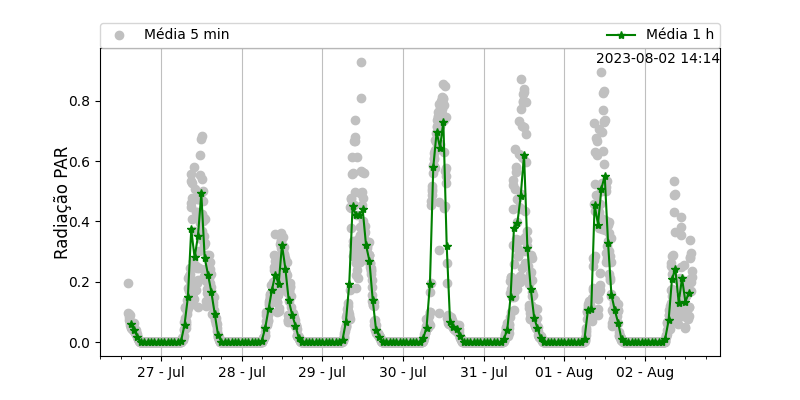 Média 5 min
Média 1 h
2023-08-02 14:14
Radiação PAR
0.8
0.6
0.4
0.2
0.0
27 - Jul
28 - Jul
29 - Jul
30 - Jul
31 - Jul
01 - Aug
02 - Aug